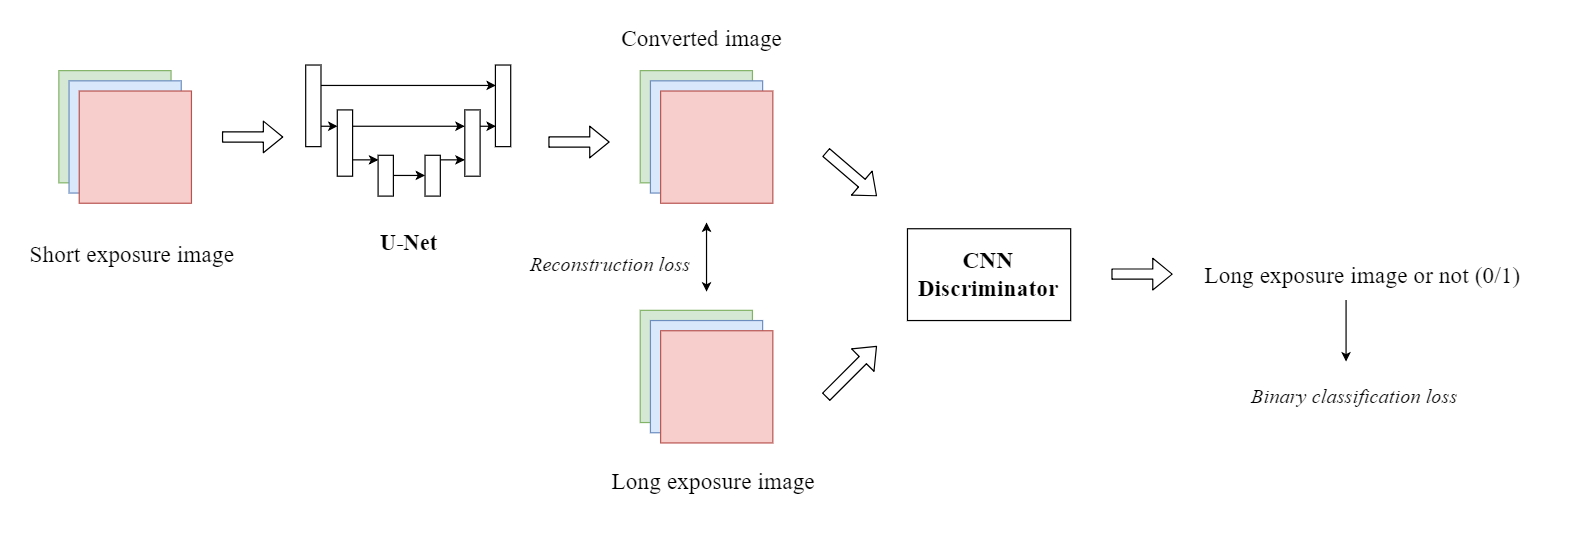 Converted image
Short exposure image
U-Net
Reconstruction loss
CNN
Discriminator
Long exposure image or not (0/1)
Binary classification loss
Long exposure image